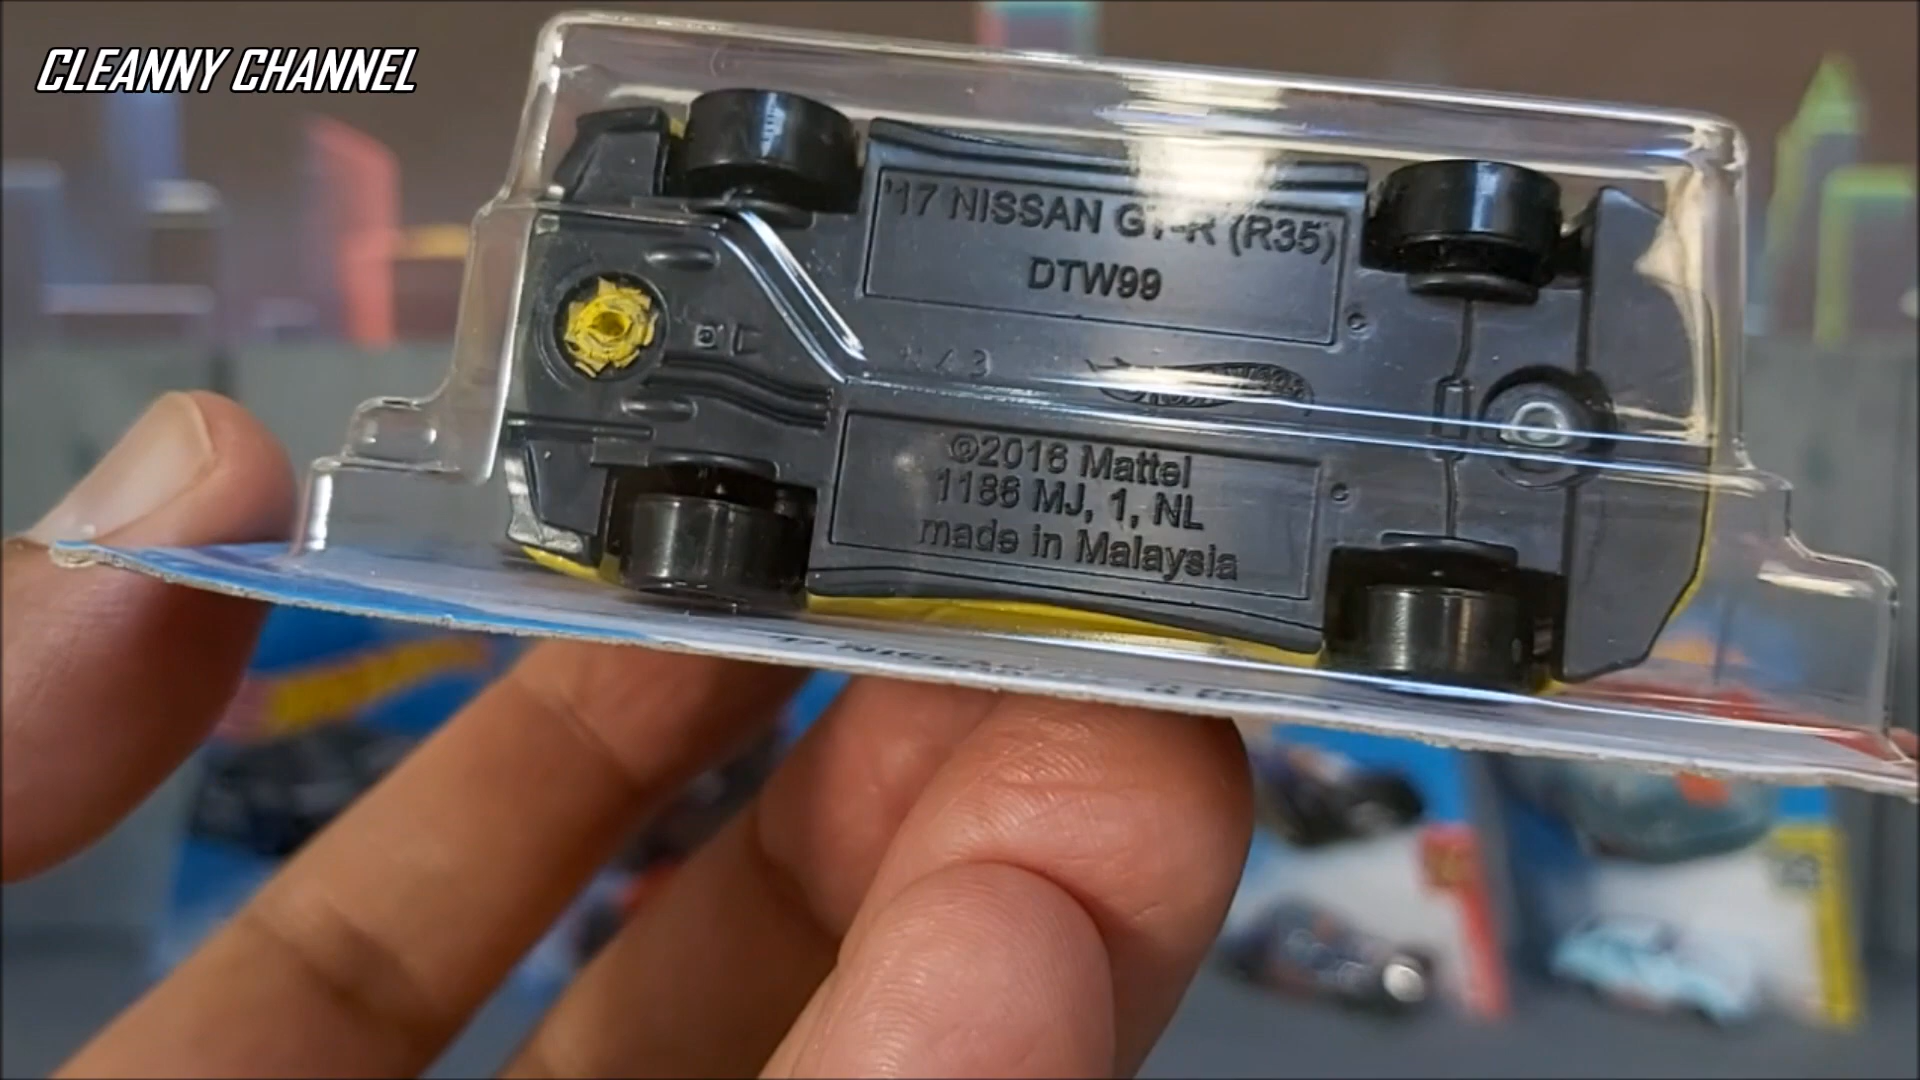 CLEANNY CHANNEL
'17 NISSAN GT-R (R35)
DTW99
©2016 Mattel
1186 MJ, 1, NL
made in Malaysia